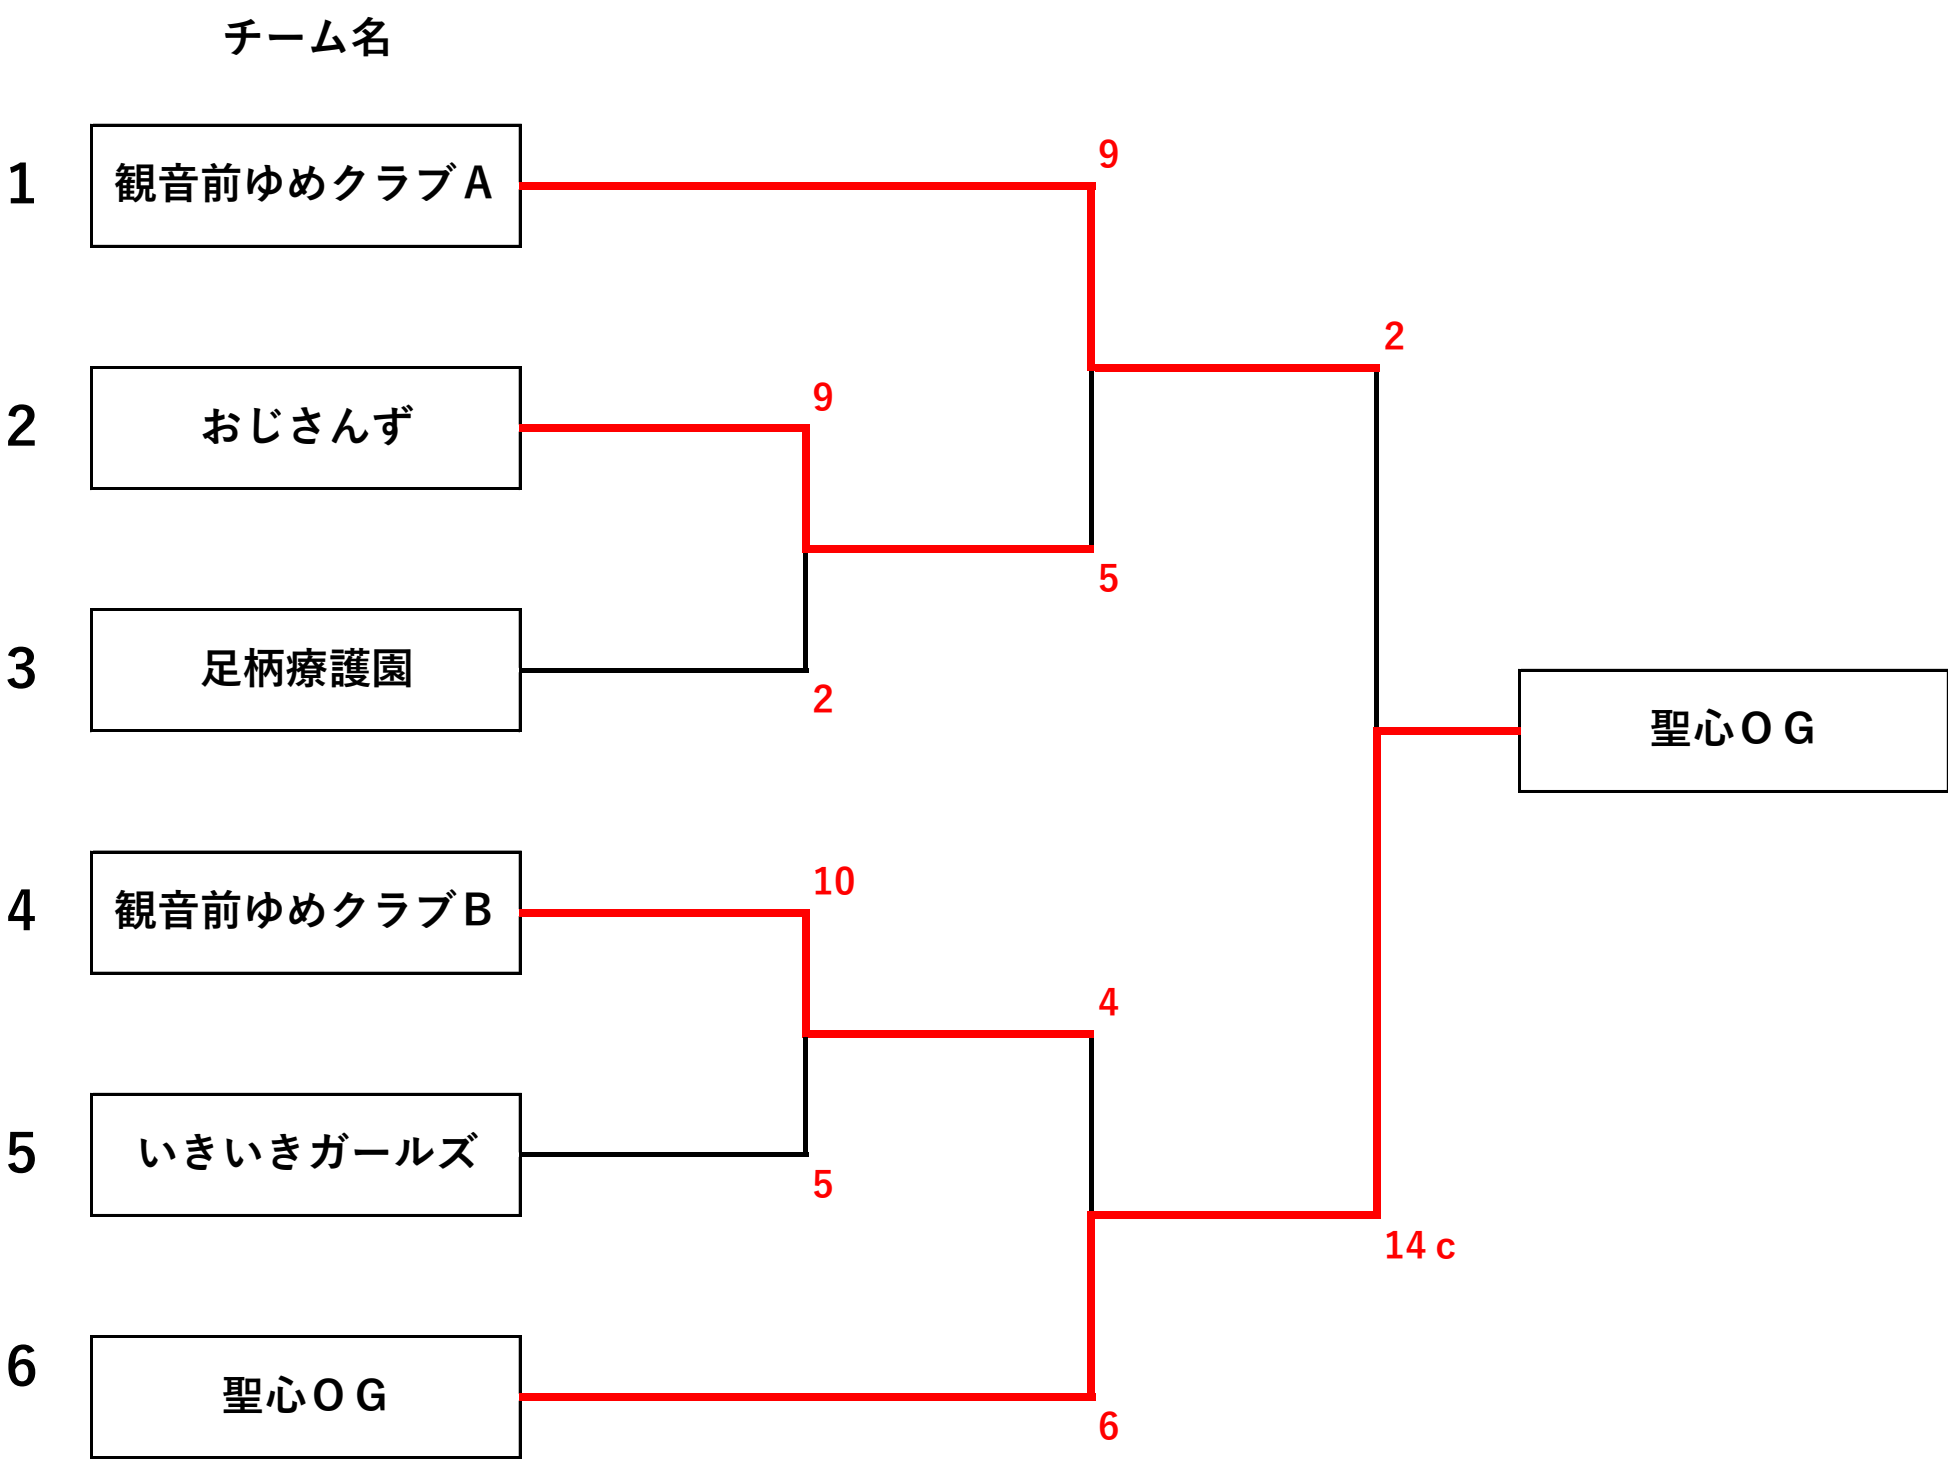 チーム名
1 観音前ゆめクラブＡ
9
2
2 おじさんず
9
5
3 足柄療護園
2
聖心ＯＧ
4 観音前ゆめクラブＢ
10
4
5 いきいきガールズ
5
14ｃ
6 聖心ＯＧ
6